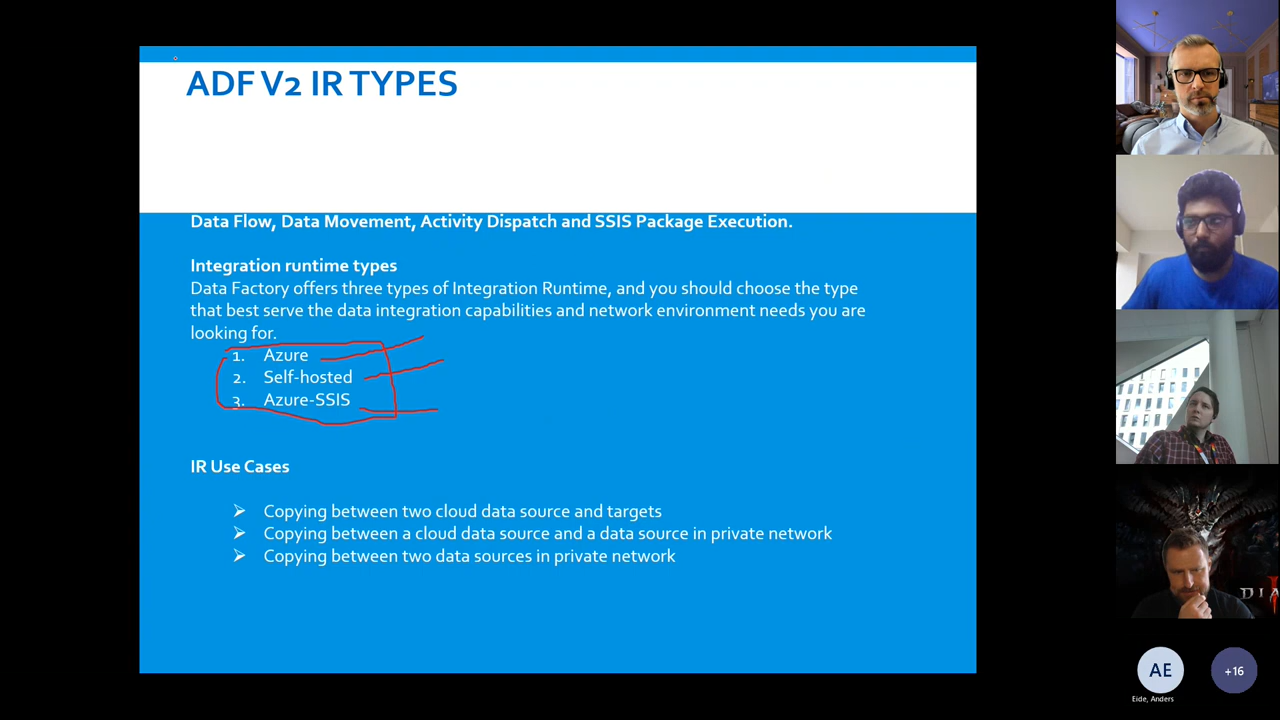 ADF V2 IR TYPES
Data Flow, Data Movement, Activity Dispatch and SSIS Package Execution.
Integration runtime types
Data Factory offers three types of Integration Runtime, and you should choose the type
that best serve the data integration capabilities and network environment needs you are
looking for.
1. Azure
2. Self-hosted
3. Azure-SSIS
IR Use Cases
➢ Copying between two cloud data source and targets
➢ Copying between a cloud data source and a data source in private network
➢ Copying between two data sources in private network
DIA
AE
+16
Eide, Anders